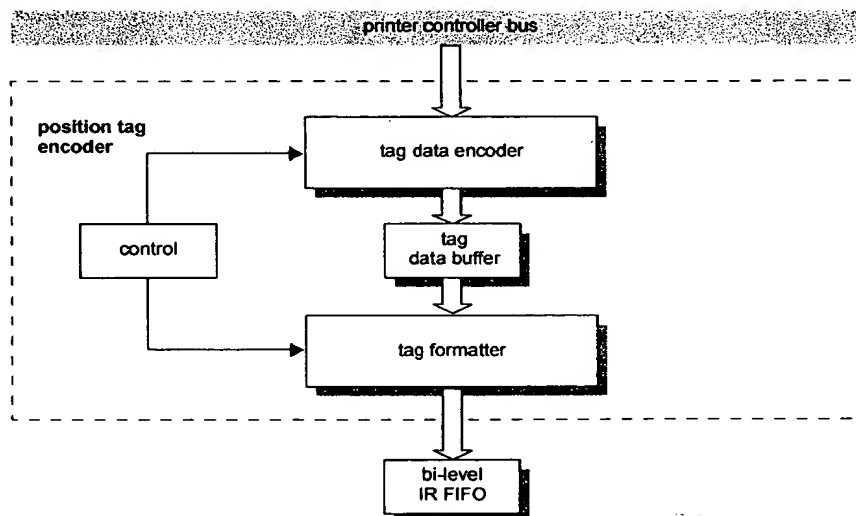 printer controller bus
position tag
encoder
tag data encoder
control
tag
data buffer
tag formatter
bi-level
IR FIFO